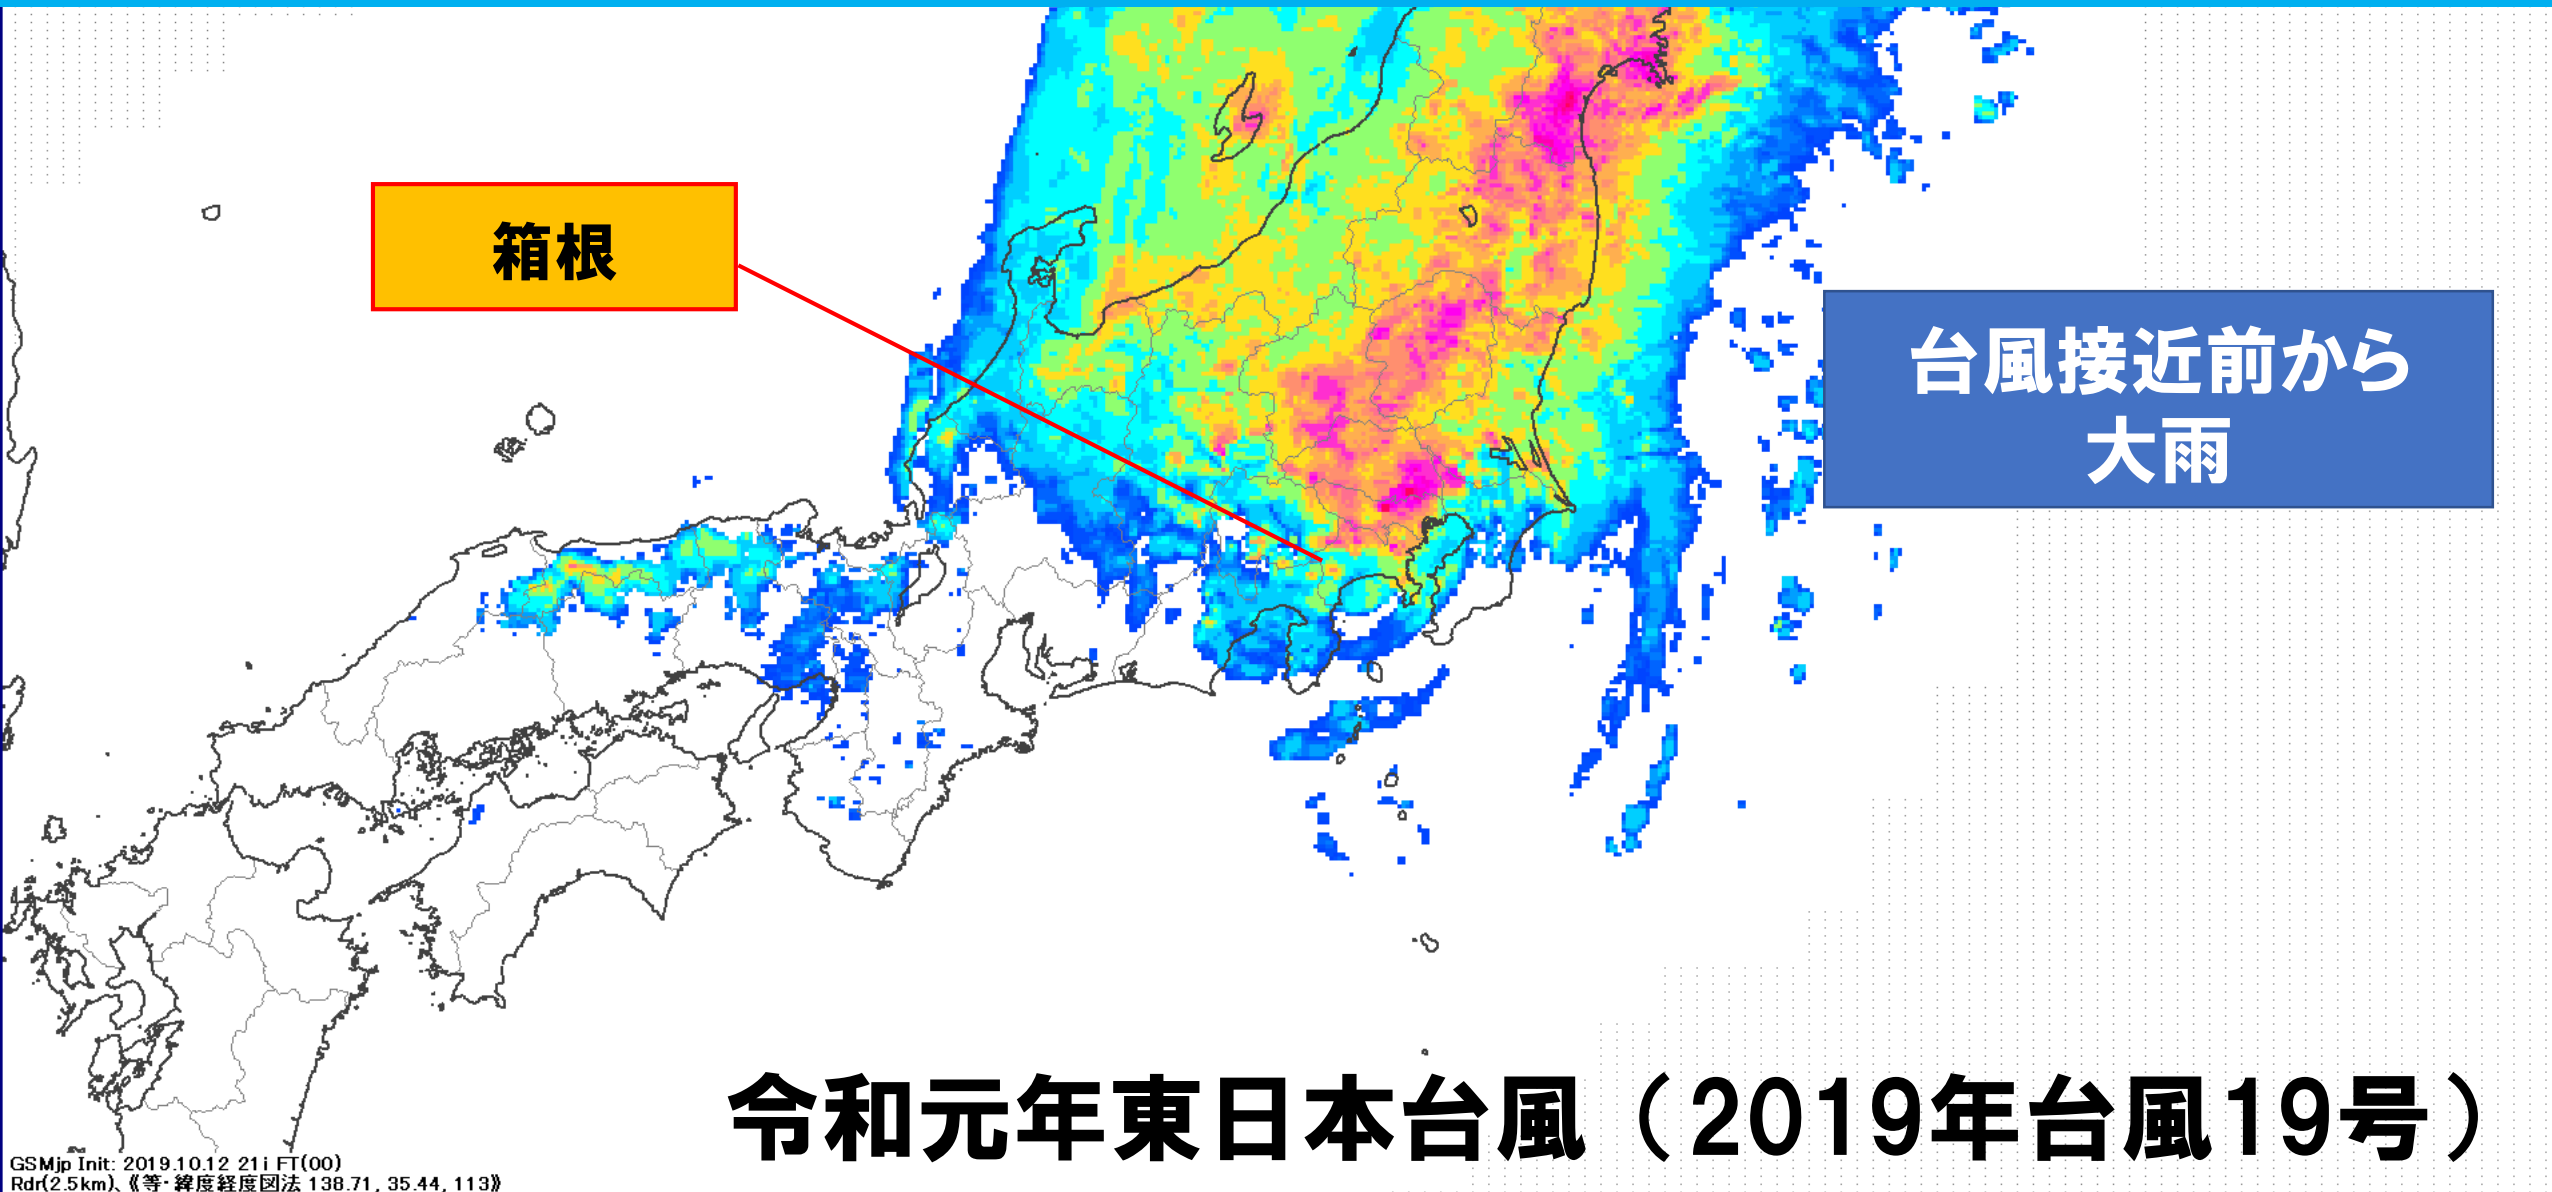 箱根
台風接近前から
大雨
令和元年東日本台風（2019年台風19号）
GSMjp Init: 2019.10.12 21i FT(00)
Rdr(2.5km)、《等・緯度経度図法 138.71, 35.44, 113》